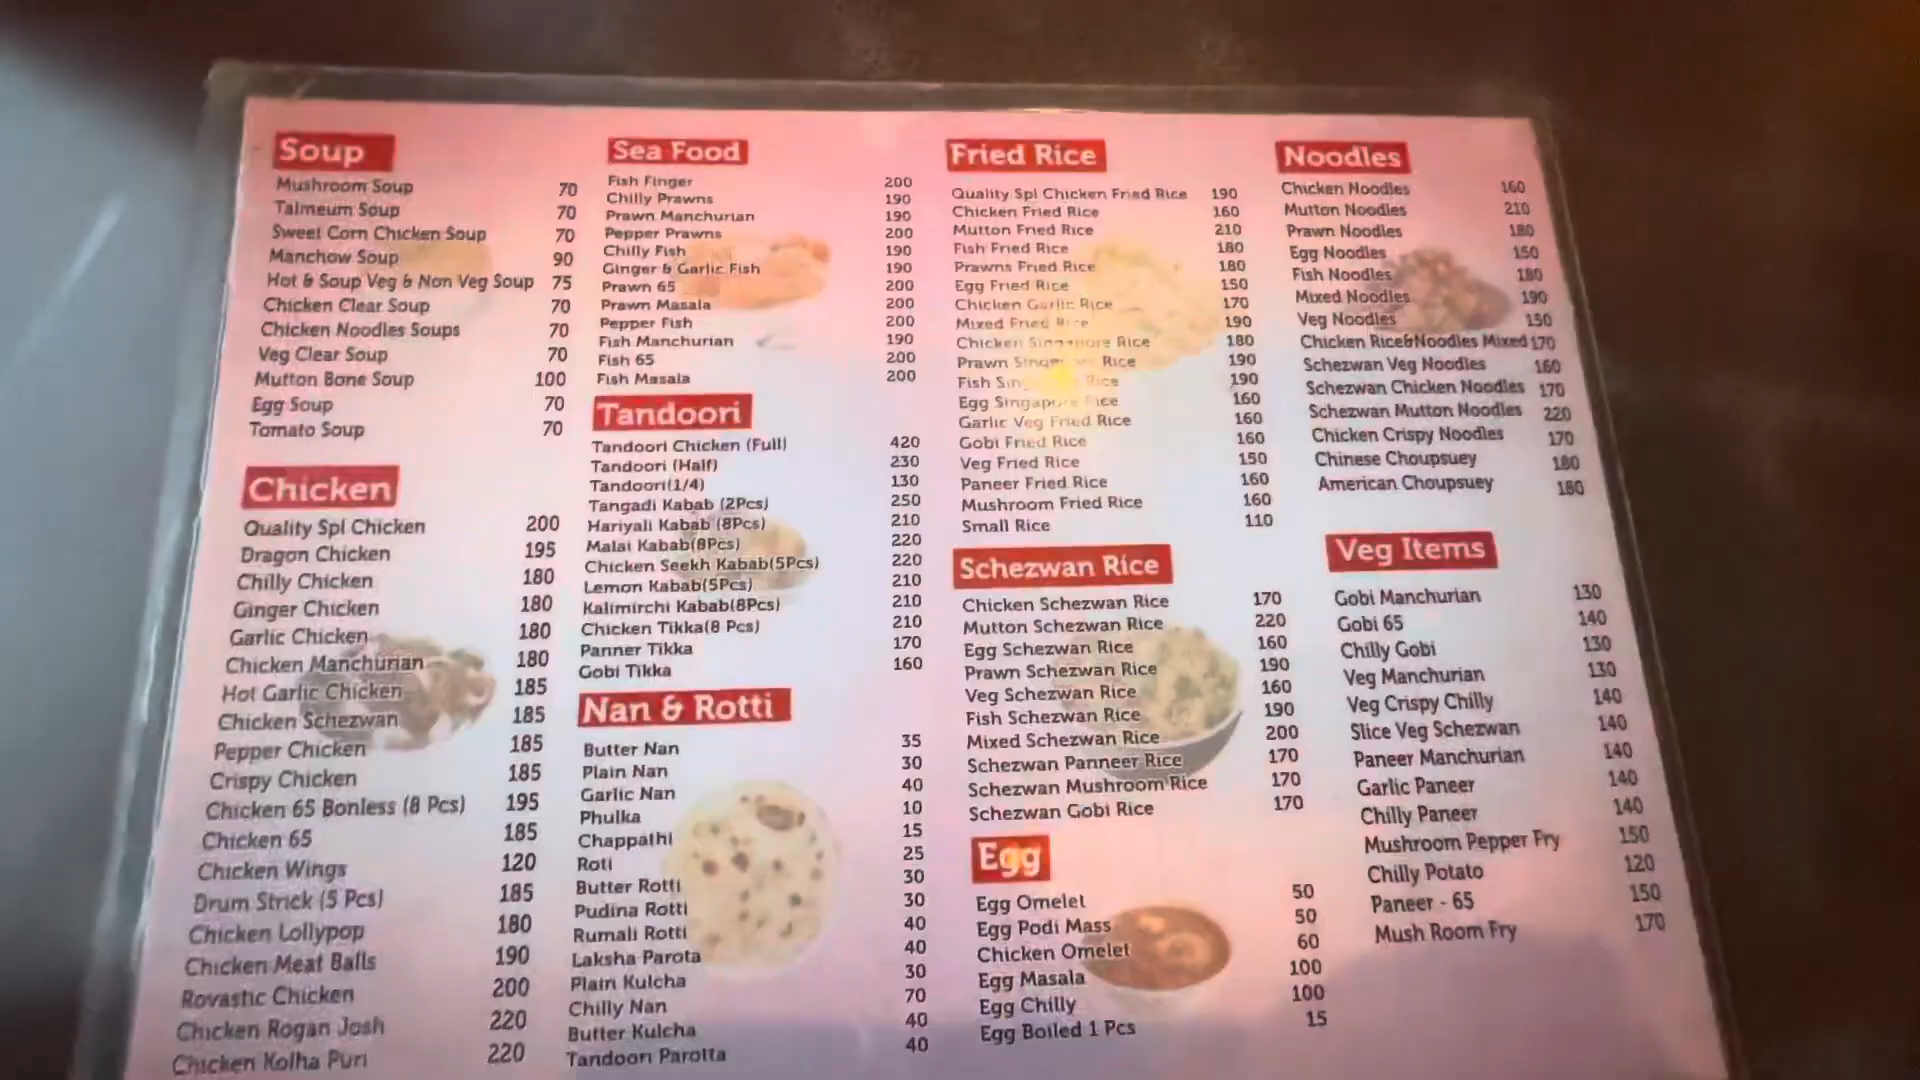 Soup
Mushroom Soup 70
Talmeum Soup 70
Sweet Corn Chicken Soup 70
Manchow Soup 90
Hot & Soup Veg & Non Veg Soup 75
Chicken Clear Soup 70
Chicken Noodles Soups 70
Veg Clear Soup 70
Mutton Bone Soup 100
Egg Soup 70
Tomato Soup 70
Chicken
Quality Spl Chicken 200
Dragon Chicken 195
Chilly Chicken 180
Ginger Chicken 180
Garlic Chicken 180
Chicken Manchurian 180
Hot Garlic Chicken 185
Chicken Schezwan 185
Pepper Chicken 185
Crispy Chicken 185
Chicken 65 Bonless (8 Pcs) 195
Chicken 65 185
Chicken Wings 120
Drum Strick (5 Pcs) 185
Chicken Lollypop 180
Chicken Meat Balls 190
Rovastic Chicken 200
Chicken Rogan Josh 220
Chicken Kolha Puri 220
Sea Food
Fish Finger 200
Chilly Prawns 190
Prawn Manchurian 190
Pepper Prawns 200
Chilly Fish 190
Ginger & Garlic Fish 190
Prawn 65 200
Prawn Masala 200
Pepper Fish 200
Fish Manchurian 190
Fish 65 200
Fish Masala 200
Tandoori
Tandoori Chicken (Full) 420
Tandoori (Half) 230
Tandoori(1/4) 130
Tangadi Kabab (2Pcs) 250
Hariyali Kabab (8Pcs) 210
Malai Kabab(8Pcs) 220
Chicken Seekh Kabab(5Pcs) 220
Lemon Kabab(5Pcs) 210
Kalimirchi Kabab(8Pcs) 210
Chicken Tikka(8 Pcs) 210
Panner Tikka 170
Gobi Tikka 160
Nan & Rotti
Butter Nan 35
Plain Nan 30
Garlic Nan 40
Phulka 10
Chappathi 15
Roti 25
Butter Rotti 30
Pudina Rotti 30
Rumali Rotti 40
Laksha Parota 40
Plain Kulcha 30
Chilly Nan 70
Butter Kulcha 40
Tandoori Parotta 40
Fried Rice
Quality Spl Chicken Fried Rice 190
Chicken Fried Rice 160
Mutton Fried Rice 210
Fish Fried Rice 180
Prawns Fried Rice 180
Egg Fried Rice 150
Chicken Garlic Rice 170
Mixed Fried Rice 190
Chicken Singapore Rice 180
Prawn Rice 190
Fish Rice 190
Egg Singapore Rice 160
Garlic Veg Fried Rice 160
Gobi Fried Rice 160
Veg Fried Rice 150
Paneer Fried Rice 160
Mushroom Fried Rice 160
Small Rice 110
Schezwan Rice
Chicken Schezwan Rice 170
Mutton Schezwan Rice 220
Egg Schezwan Rice 160
Prawn Schezwan Rice 190
Veg Schezwan Rice 160
Fish Schezwan Rice 190
Mixed Schezwan Rice 200
Schezwan Panneer Rice 170
Schezwan Mushroom Rice 170
Schezwan Gobi Rice 170
Egg
Egg Omelet 50
Egg Podi Mass 50
Chicken Omelet 60
Egg Masala 100
Egg Chilly 100
Egg Boiled 1 Pcs 15
Noodles
Chicken Noodles 160
Mutton Noodles 210
Prawn Noodles 180
Egg Noodles 150
Fish Noodles 180
Mixed Noodles 190
Veg Noodles 150
Chicken Rice&Noodles Mixed 170
Schezwan Veg Noodles 160
Schezwan Chicken Noodles 170
Schezwan Mutton Noodles 220
Chicken Crispy Noodles 170
Chinese Choupsuey 180
American Choupsuey 180
Veg Items
Gobi Manchurian 130
Gobi 65 140
Chilly Gobi 130
Veg Manchurian 130
Veg Crispy Chilly 140
Slice Veg Schezwan 140
Paneer Manchurian 140
Garlic Paneer 140
Chilly Paneer 140
Mushroom Pepper Fry 150
Chilly Potato 120
Paneer - 65 150
Mush Room Fry 170